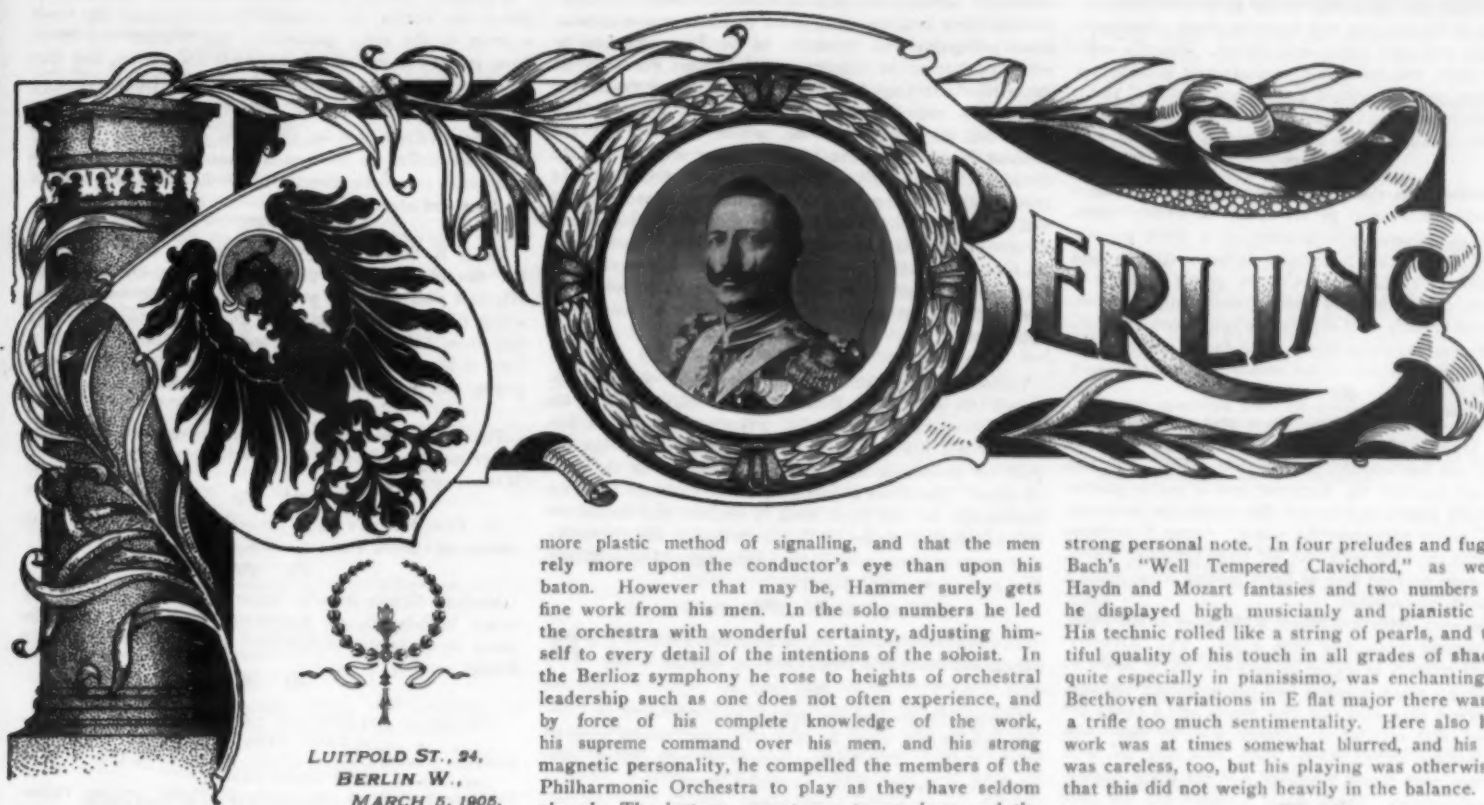 BERLIN
LUITPOLD ST., 24,
BERLIN W.,
MARCH 5, 1905.
more plastic method of signalling, and that the men
rely more upon the conductor's eye than upon his
baton. However that may be, Hammer surely gets
fine work from his men. In the solo numbers he led
the orchestra with wonderful certainty, adjusting him-
self to every detail of the intentions of the soloist. In
the Berlioz symphony he rose to heights of orchestral
leadership such as one does not often experience, and
by force of his complete knowledge of the work,
his supreme command over his men, and his strong
magnetic personality, he compelled the members of the
Philharmonic Orchestra to play as they have seldom
strong personal note. In four preludes and fug
Bach's "Well Tempered Clavichord," as we
Haydn and Mozart fantasies and two numbers
he displayed high musicianly and pianistic
His technic rolled like a string of pearls, and
tiful quality of his touch in all grades of sha
quite especially in pianissimo, was enchanting
Beethoven variations in E flat major there wa
a trifle too much sentimentality. Here also
work was at times somewhat blurred, and his
was careless, too, but his playing was otherwi
that this did not weigh heavily in the balance.